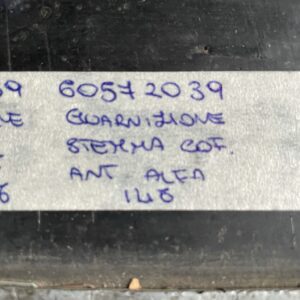 60572039
GUARNIZIONE
STEMMA COF.
ANT ALFA
146